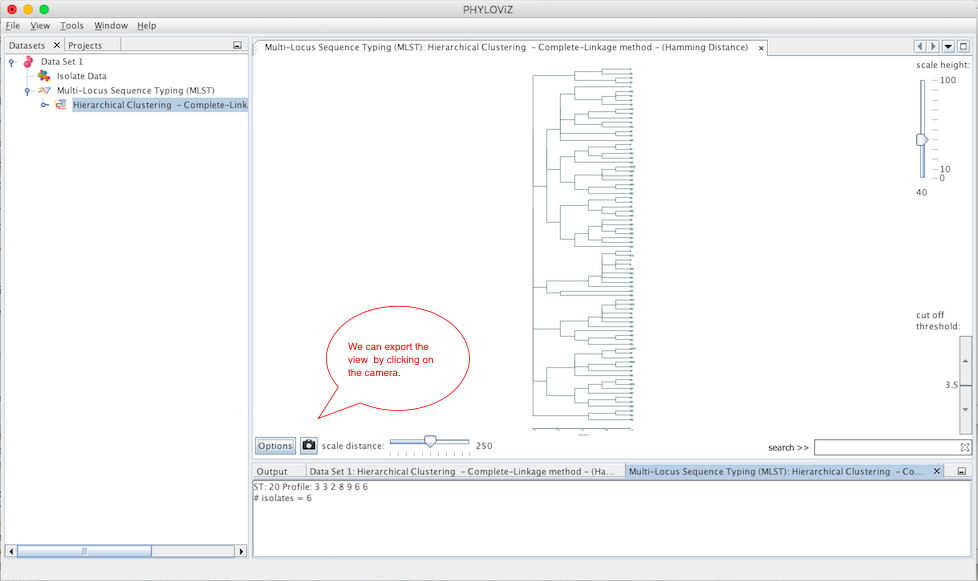 PHYLOViZ
File View Tools Window Help
Datasets Projects
Data Set 1
Isolate Data
Multi-Locus Sequence Typing (MLST)
Hierarchical Clustering – Complete-Link
Multi-Locus Sequence Typing (MLST): Hierarchical Clustering – Complete-Linkage method – (Hamming Distance)
scale height:
100
10
0
40
cut off
threshold:
3.5
We can export the
view by clicking on
the camera.
Options scale distance: 250
search >>
Output Data Set 1: Hierarchical Clustering – Complete-Linkage method – (Ha... Multi-Locus Sequence Typing (MLST): Hierarchical Clustering – Co...
ST: 20 Profile: 3 3 2 8 9 6 6
# isolates = 6